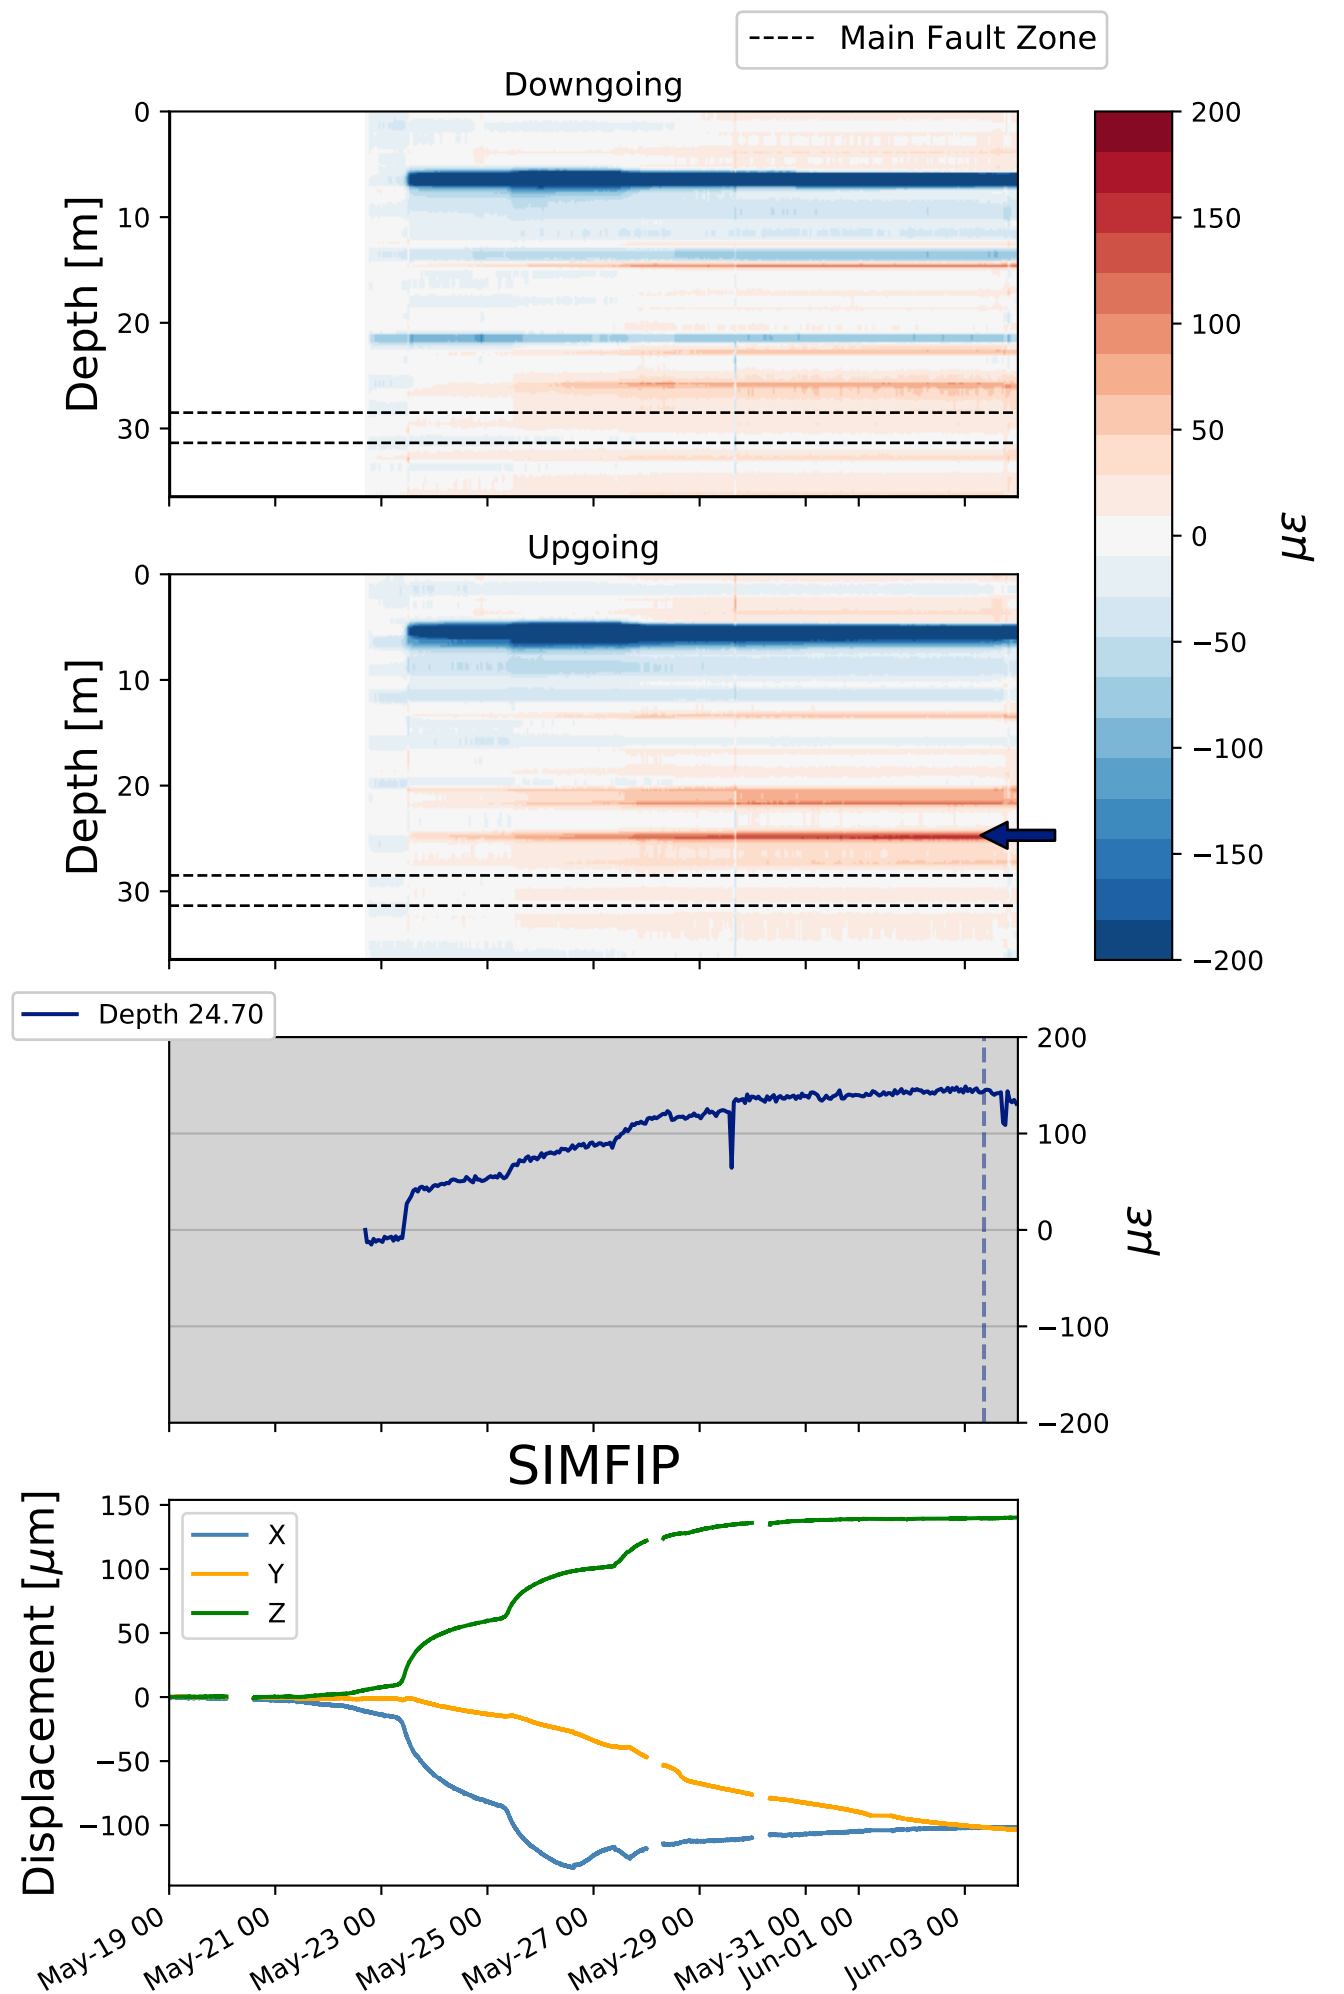 Main Fault Zone
Downgoing
0
10
20
30
Depth [m]
200
150
100
50
0
−50
−100
−150
−200
με
Upgoing
0
10
20
30
Depth [m]
Depth 24.70
200
100
0
−100
−200
με
SIMFIP
150
100
50
0
−50
−100
Displacement [μm]
X
Y
Z
May-19 00
May-21 00
May-23 00
May-25 00
May-27 00
May-29 00
May-31 00
Jun-01 00
Jun-03 00